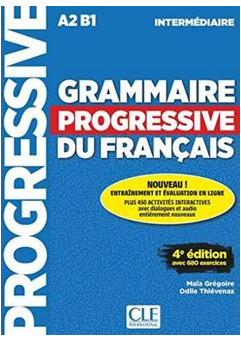 PROGRESSIVE
A2 B1
INTERMÉDIAIRE
GRAMMAIRE
PROGRESSIVE
DU FRANÇAIS
NOUVEAU !
ENTRAÎNEMENT ET ÉVALUATION EN LIGNE
PLUS 450 ACTIVITÉS INTERACTIVES
avec dialogues et audio
entièrement nouveaux
4e édition
avec 680 exercices
Maïa Grégoire
Odile Thiévenaz
CLE
INTERNATIONAL